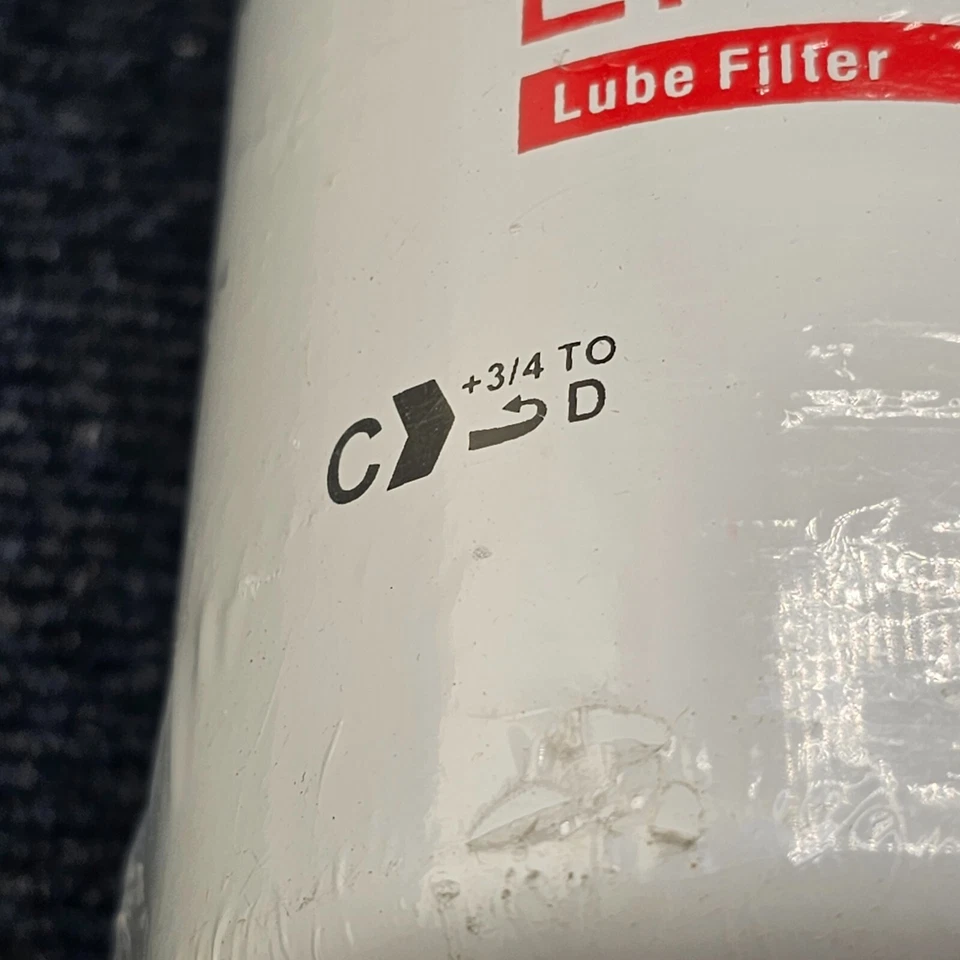 Lube Filter
+3/4 TO
C D